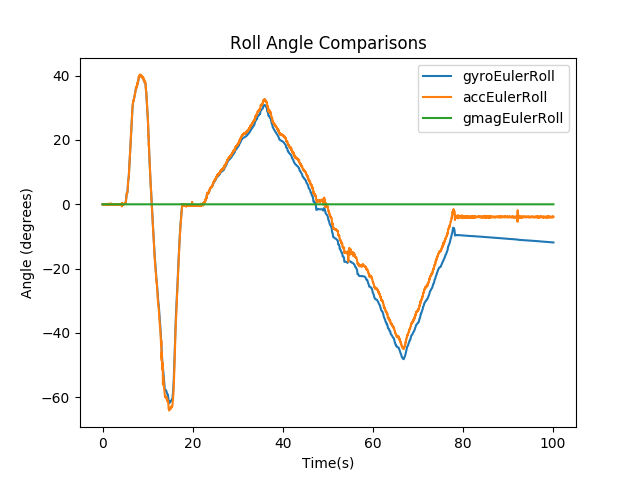 Roll Angle Comparisons
gyroEulerRoll
accEulerRoll
gmagEulerRoll
Angle (degrees)
40
20
0
−20
−40
−60
0 20 40 60 80 100
Time(s)